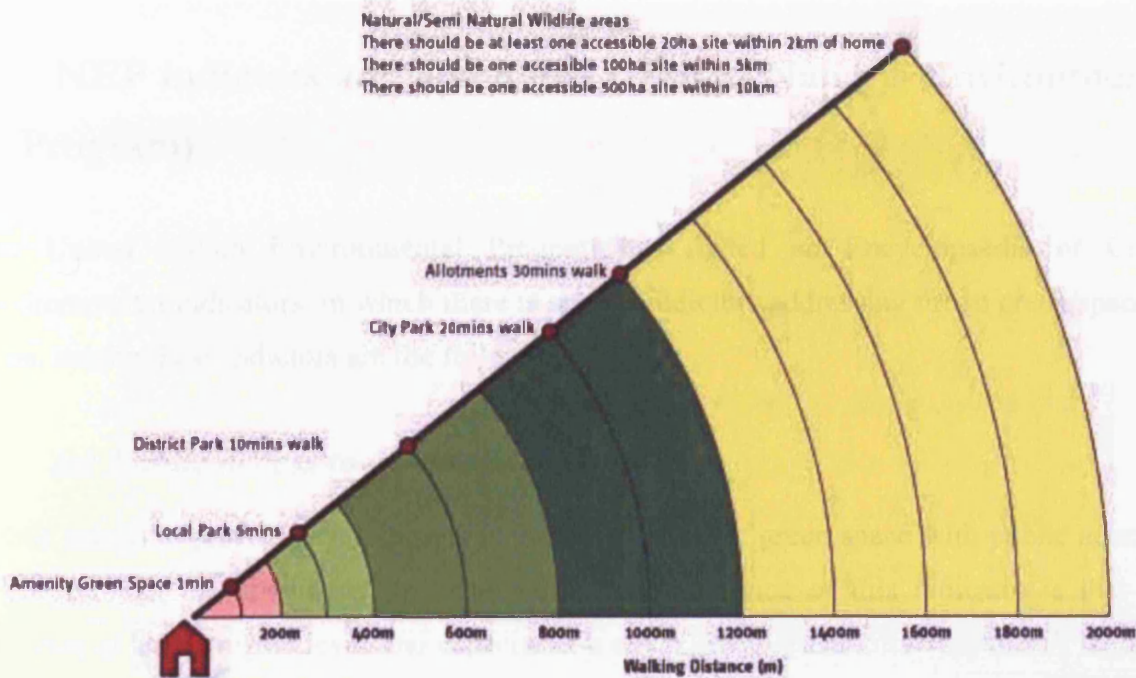 Natural/Semi Natural Wildlife areas
There should be at least one accessible 20ha site within 2km of home
There should be one accessible 100ha site within 5km
There should be one accessible 500ha site within 10km
Allotments 30mins walk
City Park 20mins walk
District Park 10mins walk
Local Park 5mins
Amenity Green Space 1min
200m 400m 600m 800m 1000m 1200m 1400m 1600m 1800m 2000m
Walking Distance (m)